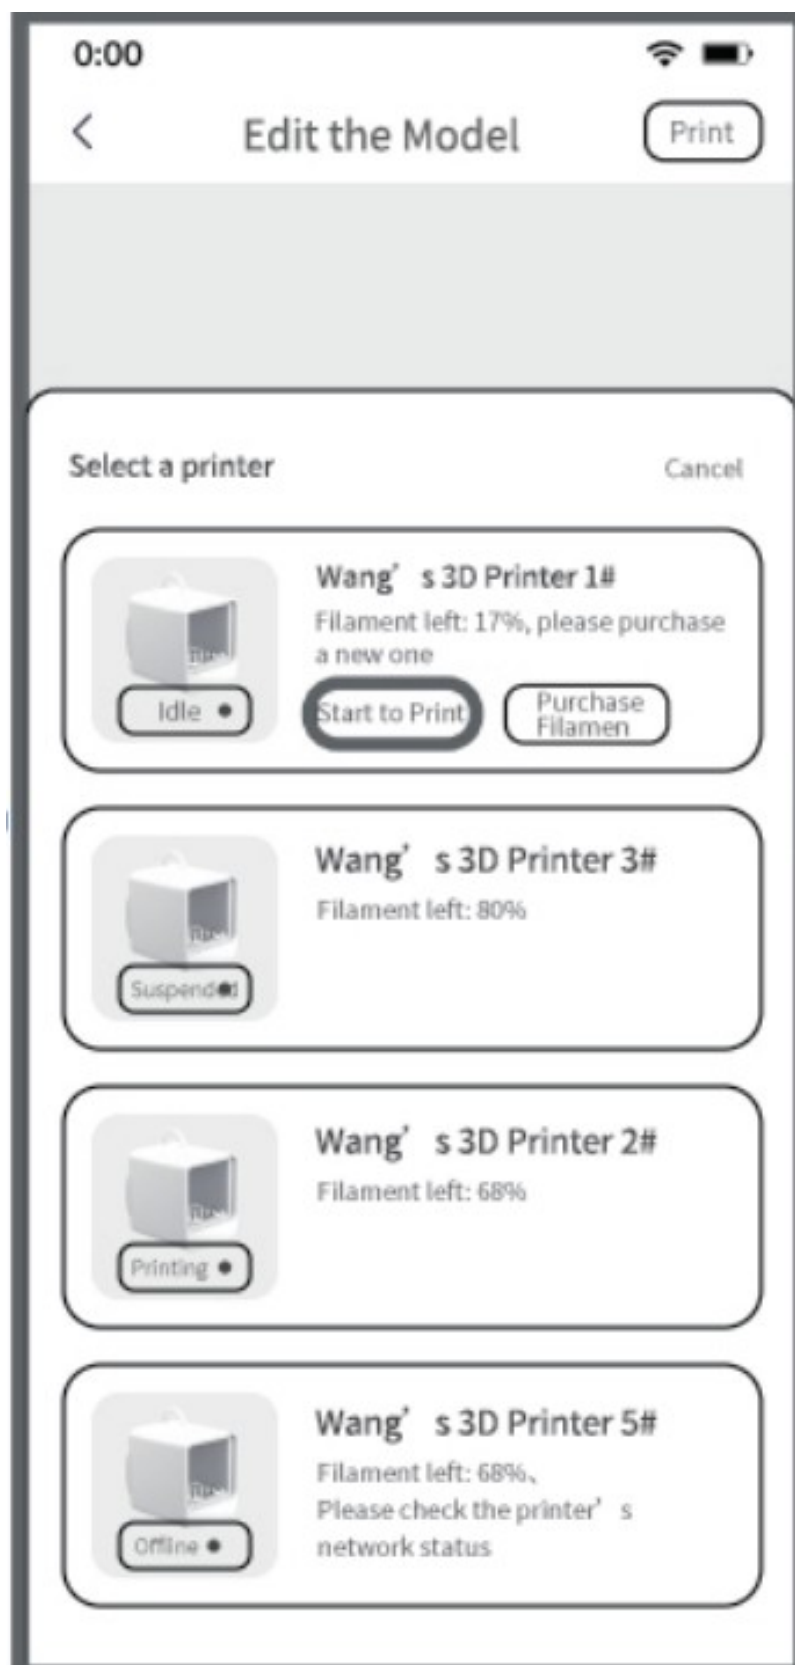 0:00
Edit the Model
Print
Select a printer
Cancel
Wang’ s 3D Printer 1#
Filament left: 17%, please purchase
a new one
Idle
Start to Print
Purchase
Filamen
Wang’ s 3D Printer 3#
Filament left: 80%
Suspended
Wang’ s 3D Printer 2#
Filament left: 68%
Printing
Wang’ s 3D Printer 5#
Filament left: 68%、
Please check the printer’ s
network status
Offline